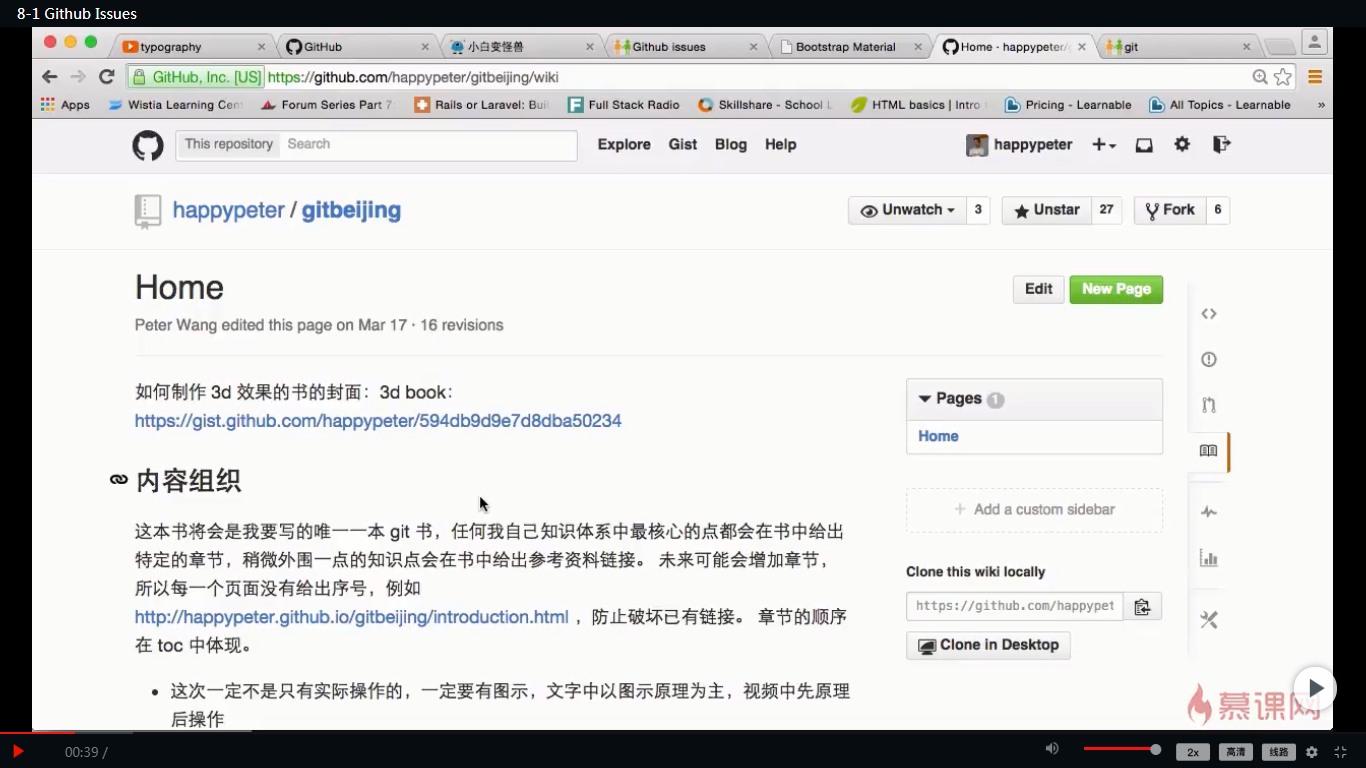 8-1 Github Issues
typography
GitHub
小白变怪兽
Github issues
Bootstrap Material
Home - happypeter/
git
GitHub, Inc. [US] https://github.com/happypeter/gitbeijing/wiki
Apps
Wistia Learning Cen
Forum Series Part 7
Rails or Laravel: Bui
Full Stack Radio
Skillshare - School
HTML basics | Intro
Pricing - Learnable
All Topics - Learnable
»
This repository Search
Explore Gist Blog Help
happypeter
happypeter / gitbeijing
Unwatch 3
Unstar 27
Fork 6
Home
Edit New Page
Peter Wang edited this page on Mar 17 · 16 revisions
如何制作 3d 效果的书的封面：3d book：
https://gist.github.com/happypeter/594db9d9e7d8dba50234
内容组织
这本书将会是我要写的唯一一本 git 书，任何我自己知识体系中最核心的点都会在书中给出
特定的章节，稍微外围一点的知识点会在书中给出参考资料链接。 未来可能会增加章节，
所以每一个页面没有给出序号，例如
http://happypeter.github.io/gitbeijing/introduction.html ，防止破坏已有链接。 章节的顺序
在 toc 中体现。
• 这次一定不是只有实际操作的，一定要有图示，文字中以图示原理为主，视频中先原理
后操作
Pages 1
Home
+ Add a custom sidebar
Clone this wiki locally
https://github.com/happypet
Clone in Desktop
慕课网
00:39 /
2x
高清
线路